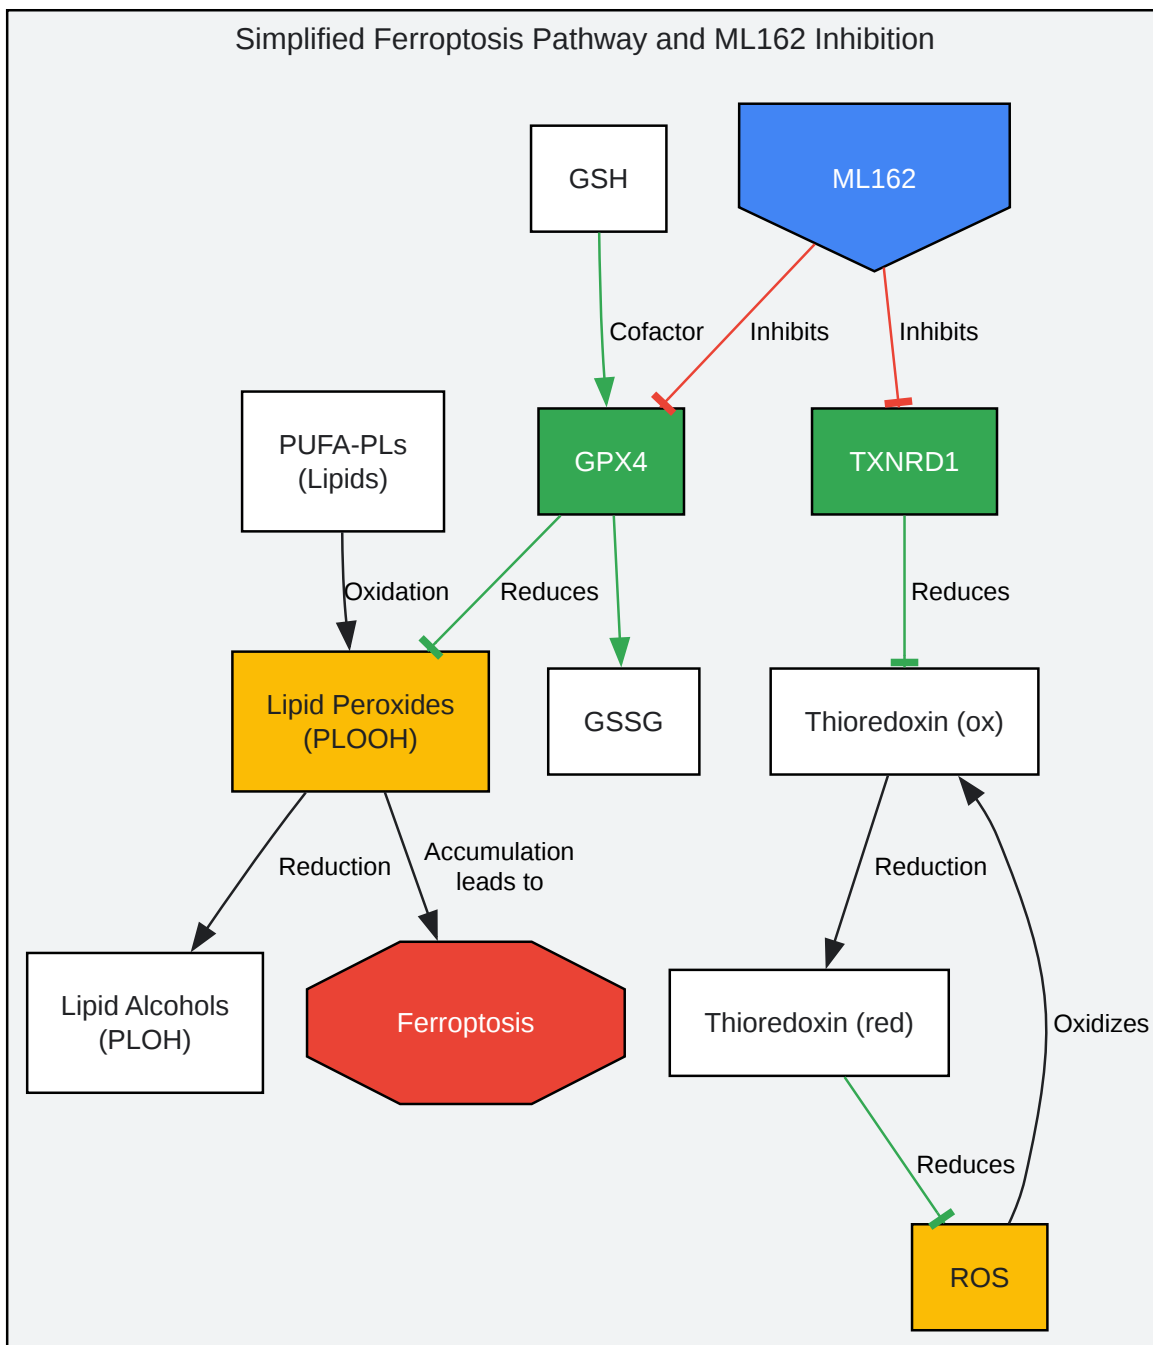 Simplified Ferroptosis Pathway and ML162 Inhibition
GSH
ML162
Cofactor
Inhibits
Inhibits
PUFA-PLs
(Lipids)
GPX4
TXNRD1
Oxidation
Reduces
Reduces
Lipid Peroxides
(PLOOH)
GSSG
Thioredoxin (ox)
Reduction
Accumulation
leads to
Reduction
Lipid Alcohols
(PLOH)
Ferroptosis
Thioredoxin (red)
Oxidizes
Reduces
ROS